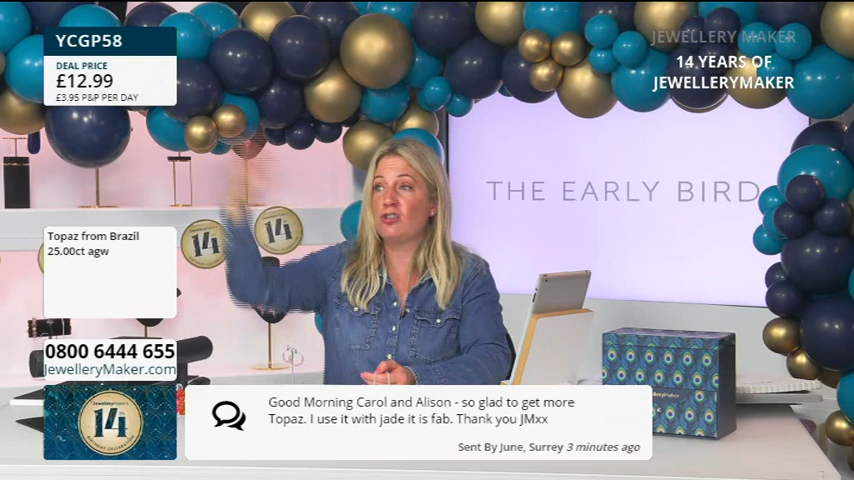 YCGP58
DEAL PRICE
£12.99
£3.95 P&P PER DAY
JEWELLERY MAKER
14 YEARS OF
JEWELLERYMAKER
THE EARLY BIRD
Topaz from Brazil
25.00ct agw
14
14
0800 6444 655
JewelleryMaker.com
14
Good Morning Carol and Alison - so glad to get more
Topaz. I use it with jade it is fab. Thank you JMxx
Sent By June, Surrey 3 minutes ago